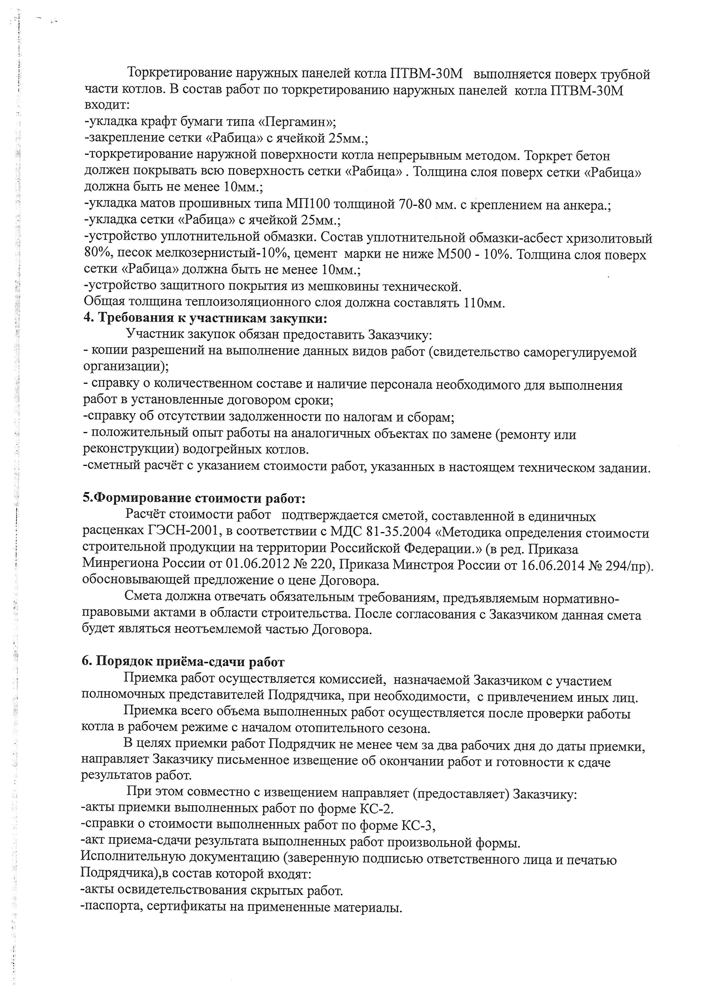 Торкретирование наружных панелей котла ПТВМ-30М   выполняется поверх трубной
части котлов. В состав работ по торкретированию наружных панелей  котла ПТВМ-30М
входит:
-укладка крафт бумаги типа «Пергамин»;
-закрепление сетки «Рабица» с ячейкой 25мм.;
-торкретирование наружной поверхности котла непрерывным методом. Торкрет бетон
должен покрывать всю поверхность сетки «Рабица» . Толщина слоя поверх сетки «Рабица»
должна быть не менее 10мм.;
-укладка матов прошивных типа МП100 толщиной 70-80 мм. с креплением на анкера.;
-укладка сетки «Рабица» с ячейкой 25мм.;
-устройство уплотнительной обмазки. Состав уплотнительной обмазки-асбест хризолитовый
80%, песок мелкозернистый-10%, цемент  марки не ниже М500 - 10%. Толщина слоя поверх
сетки «Рабица» должна быть не менее 10мм.;
-устройство защитного покрытия из мешковины технической.
Общая толщина теплоизоляционного слоя должна составлять 110мм.
4. Требования к участникам закупки:
Участник закупок обязан предоставить Заказчику:
- копии разрешений на выполнение данных видов работ (свидетельство саморегулируемой
организации);
- справку о количественном составе и наличие персонала необходимого для выполнения
работ в установленные договором сроки;
-справку об отсутствии задолженности по налогам и сборам;
- положительный опыт работы на аналогичных объектах по замене (ремонту или
реконструкции) водогрейных котлов.
-сметный расчёт с указанием стоимости работ, указанных в настоящем техническом задании.
5.Формирование стоимости работ:
Расчёт стоимости работ   подтверждается сметой, составленной в единичных
расценках ГЭСН-2001, в соответствии с МДС 81-35.2004 «Методика определения стоимости
строительной продукции на территории Российской Федерации.» (в ред. Приказа
Минрегиона России от 01.06.2012 № 220, Приказа Минстроя России от 16.06.2014 № 294/пр).
обосновывающей предложение о цене Договора.
Смета должна отвечать обязательным требованиям, предъявляемым нормативно-
правовыми актами в области строительства. После согласования с Заказчиком данная смета
будет являться неотъемлемой частью Договора.
6. Порядок приёма-сдачи работ
Приемка работ осуществляется комиссией,  назначаемой Заказчиком с участием
полномочных представителей Подрядчика, при необходимости,  с привлечением иных лиц.
Приемка всего объема выполненных работ осуществляется после проверки работы
котла в рабочем режиме с началом отопительного сезона.
В целях приемки работ Подрядчик не менее чем за два рабочих дня до даты приемки,
направляет Заказчику письменное извещение об окончании работ и готовности к сдаче
результатов работ.
При этом совместно с извещением направляет (предоставляет) Заказчику:
-акты приемки выполненных работ по форме КС-2.
-справки о стоимости выполненных работ по форме КС-3,
-акт приема-сдачи результата выполненных работ произвольной формы.
Исполнительную документацию (заверенную подписью ответственного лица и печатью
Подрядчика),в состав которой входят:
-акты освидетельствования скрытых работ.
-паспорта, сертификаты на примененные материалы.